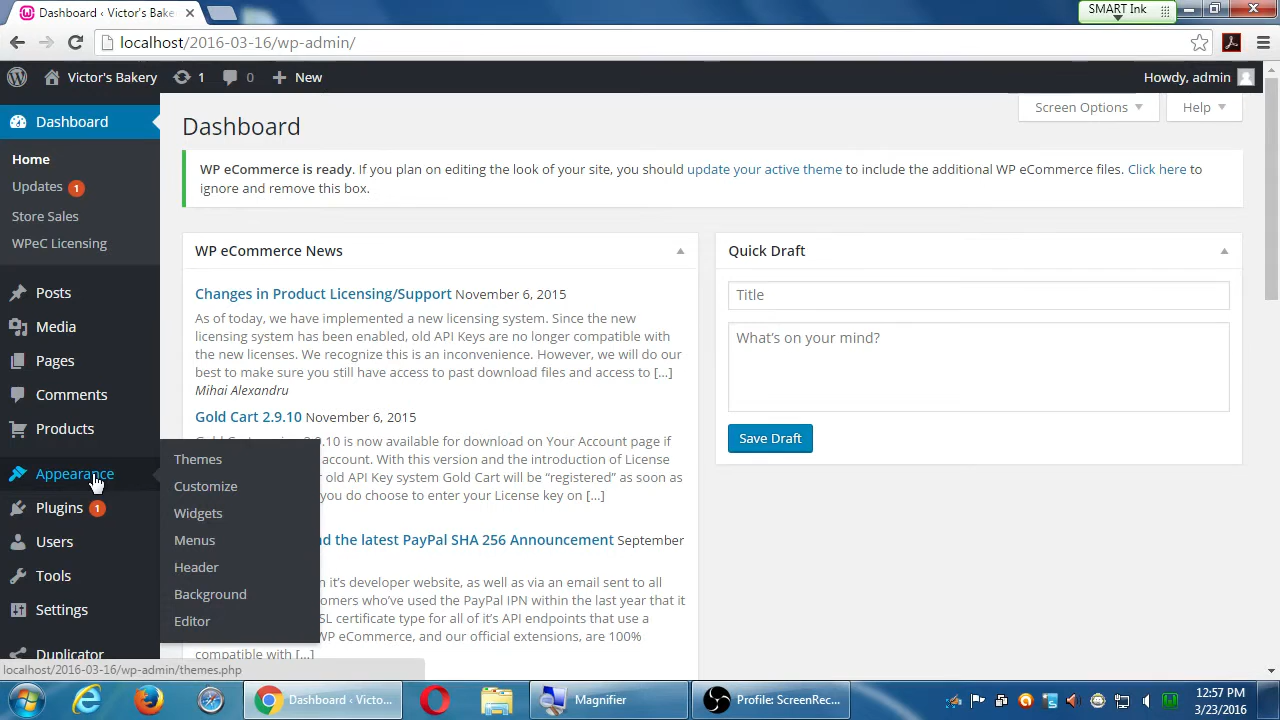 Dashboard ‹ Victor's Bake
SMART Ink
localhost/2016-03-16/wp-admin/
Victor's Bakery
1
0
New
Howdy, admin
Dashboard
Home
Updates 1
Store Sales
WPeC Licensing
Posts
Media
Pages
Comments
Products
Appearance
Plugins 1
Users
Tools
Settings
Duplicator
Themes
Customize
Widgets
Menus
Header
Background
Editor
Screen Options
Help
Dashboard
WP eCommerce is ready. If you plan on editing the look of your site, you should update your active theme to include the additional WP eCommerce files. Click here to
ignore and remove this box.
WP eCommerce News
Changes in Product Licensing/Support November 6, 2015
As of today, we have implemented a new licensing system. Since the new
licensing system has been enabled, old API Keys are no longer compatible with
the new licenses. We recognize this is an inconvenience. However, we will do our
best to make sure you still have access to past download files and access to […]
Mihai Alexandru
Gold Cart 2.9.10 November 6, 2015
is now available for download on Your Account page if
account. With this version and the introduction of License
old API Key system Gold Cart will be “registered” as soon as
you do choose to enter your License key on […]
d the latest PayPal SHA 256 Announcement September
it's developer website, as well as via an email sent to all
omers who've used the PayPal IPN within the last year that it
SL certificate type for all of it's API endpoints that use a
WP eCommerce, and our official extensions, are 100%
compatible with […]
Quick Draft
Title
What's on your mind?
Save Draft
localhost/2016-03-16/wp-admin/themes.php
Dashboard ‹ Victo...
Magnifier
Profile: ScreenRec...
12:57 PM
3/23/2016